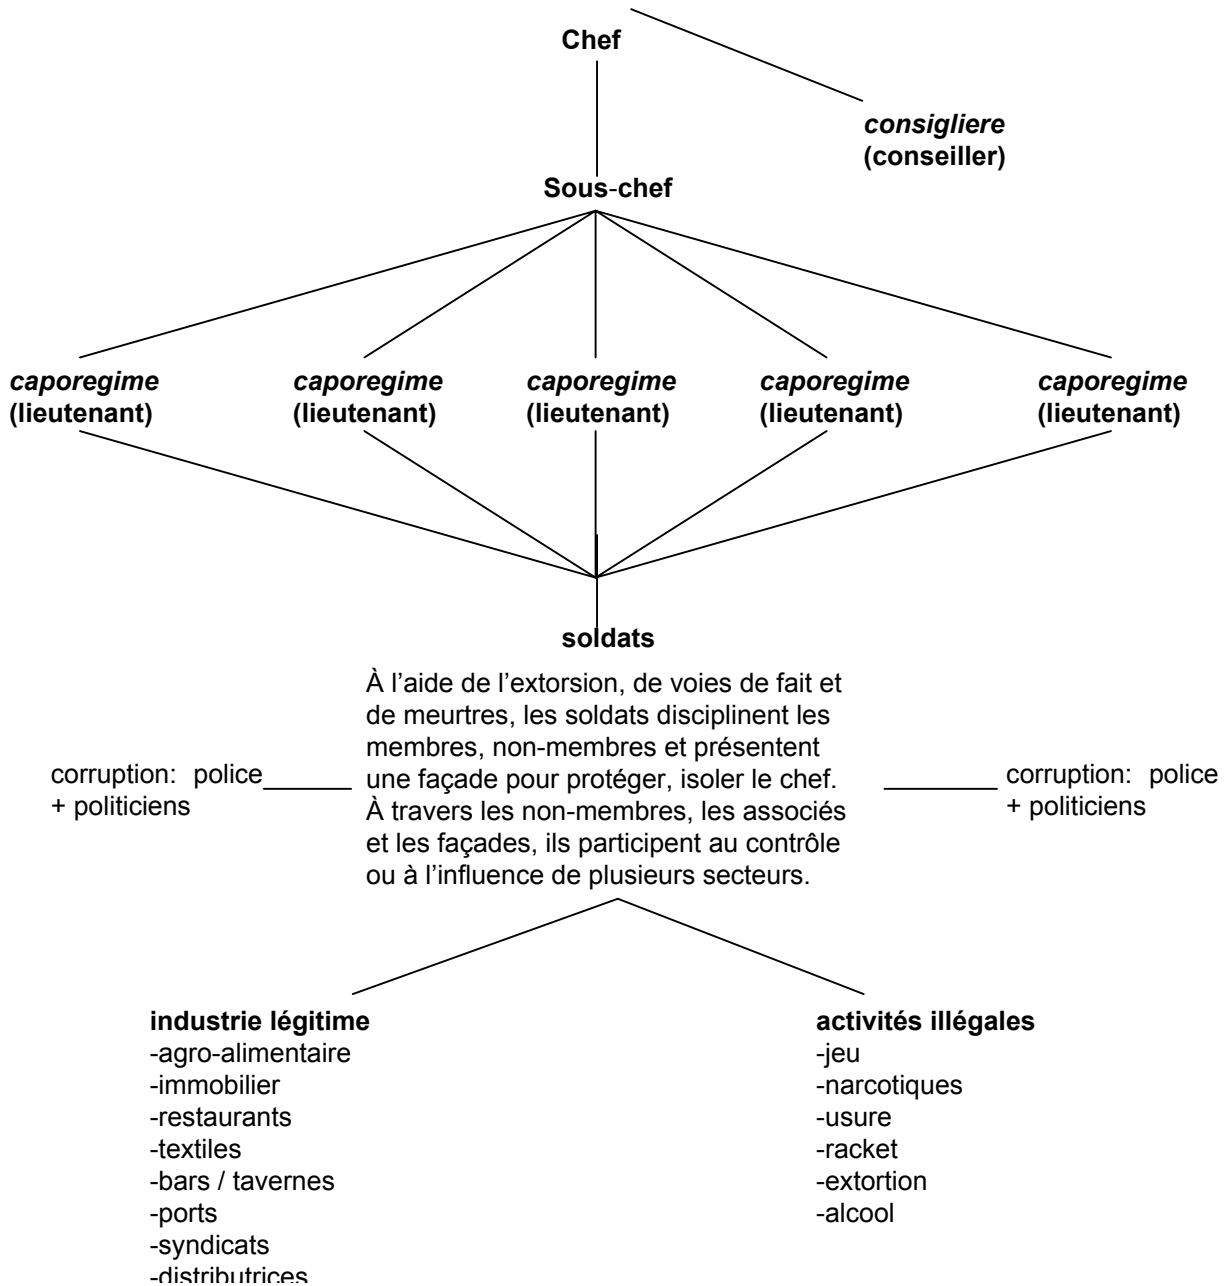 Chef
consigliere
(conseiller)
Sous-chef
caporegime
(lieutenant)
caporegime
(lieutenant)
caporegime
(lieutenant)
caporegime
(lieutenant)
caporegime
(lieutenant)
soldats
À l’aide de l’extorsion, de voies de fait et
de meurtres, les soldats disciplinent les
membres, non-membres et présentent
une façade pour protéger, isoler le chef.
À travers les non-membres, les associés
et les façades, ils participent au contrôle
ou à l’influence de plusieurs secteurs.
corruption: police
+ politiciens
corruption: police
+ politiciens
industrie légitime
-agro-alimentaire
-immobilier
-restaurants
-textiles
-bars / tavernes
-ports
-syndicats
-distributrices
activités illégales
-jeu
-narcotiques
-usure
-racket
-extortion
-alcool